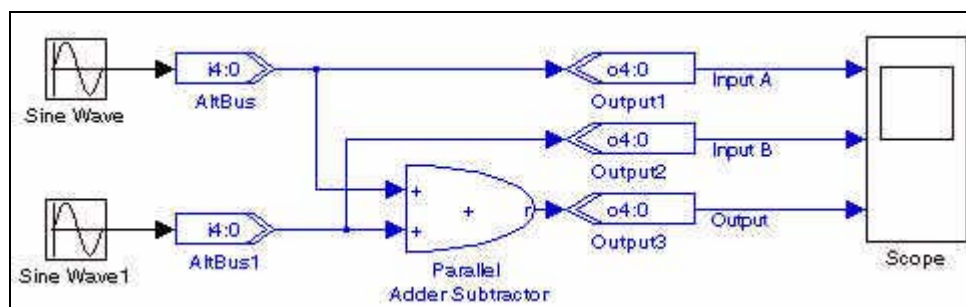 Sine Wave
i4:0
AltBus
o4:0
Output1
Input A
o4:0
Output2
Input B
Sine Wave1
i4:0
AltBus1
+
+
+
r
Parallel
Adder Subtractor
o4:0
Output3
Output
Scope